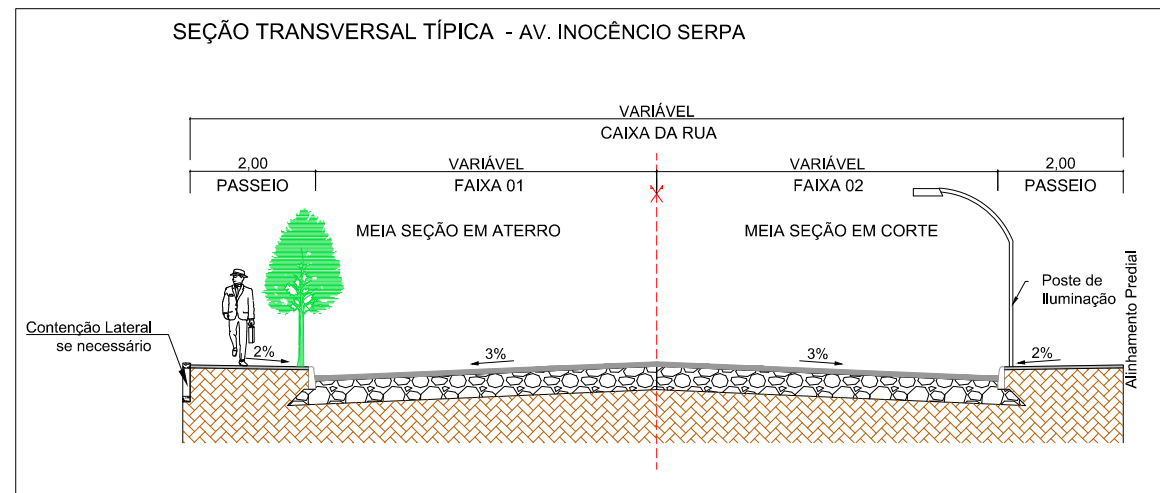 SEÇÃO TRANSVERSAL TÍPICA - AV. INOCÊNCIO SERPA
VARIÁVEL
CAIXA DA RUA
2,00
VARIÁVEL
VARIÁVEL
2,00
PASSEIO
FAIXA 01
FAIXA 02
PASSEIO
MEIA SEÇÃO EM ATERRO
MEIA SEÇÃO EM CORTE
Poste de
Iluminação
Alinhamento Predial
Contenção Lateral
se necessário
2%
3%
3%
2%